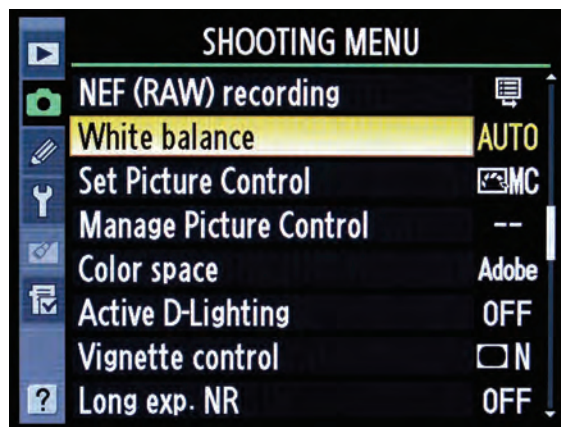 SHOOTING MENU
NEF (RAW) recording
White balance AUTO
Set Picture Control MC
Manage Picture Control --
Color space Adobe
Active D-Lighting OFF
Vignette control N
Long exp. NR OFF
?